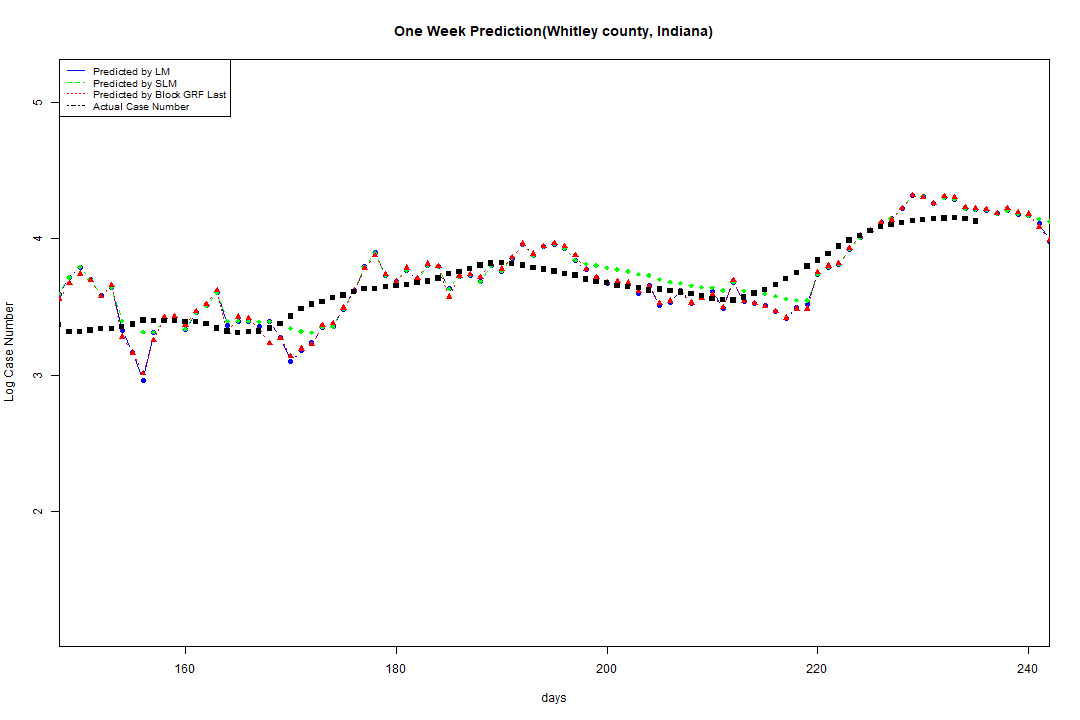 One Week Prediction(Whitley county, Indiana)
Predicted by LM
Predicted by SLM
Predicted by Block GRF Last
Actual Case Number
5
4
3
2
Log Case Number
160 180 200 220 240
days